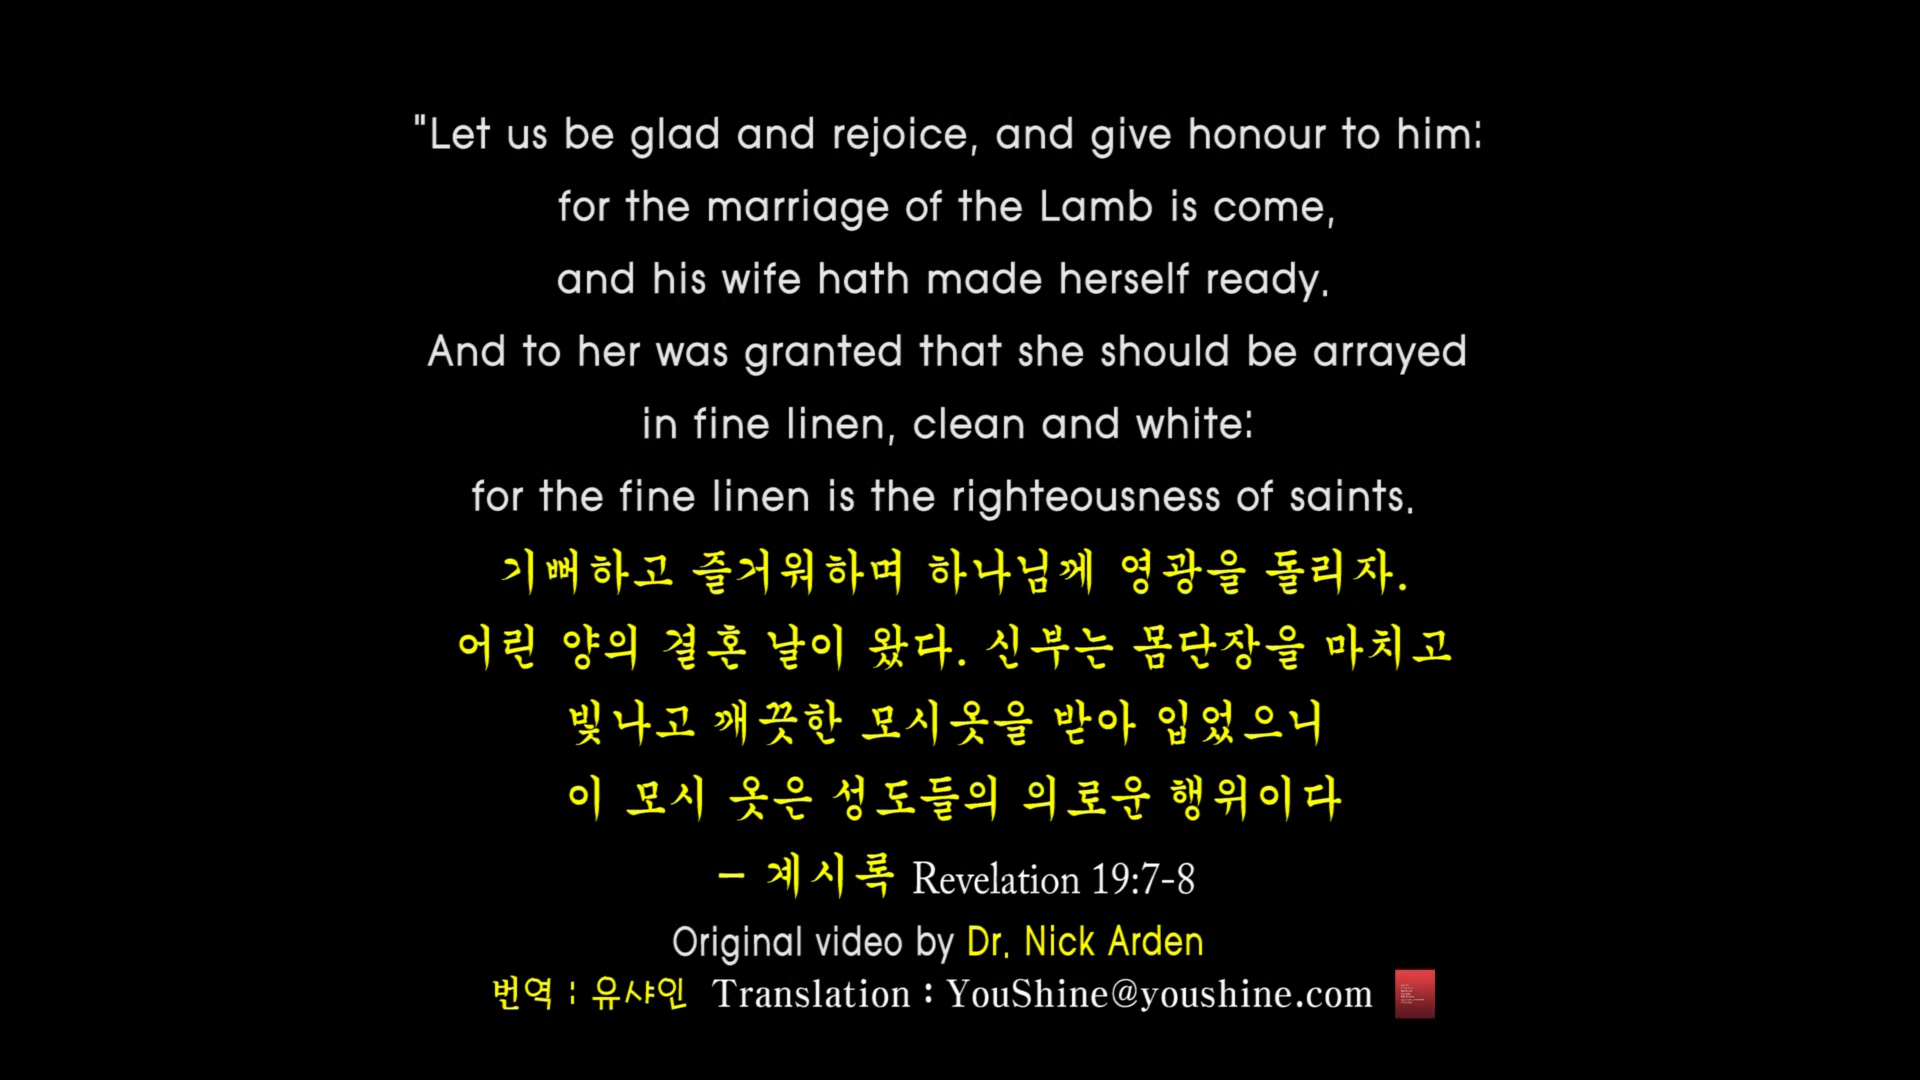 "Let us be glad and rejoice, and give honour to him:
for the marriage of the Lamb is come,
and his wife hath made herself ready.
And to her was granted that she should be arrayed
in fine linen, clean and white:
for the fine linen is the righteousness of saints.
기뻐하고 즐거워하며 하나님께 영광을 돌리자.
어린 양의 결혼 날이 왔다. 신부는 몸단장을 마치고
빛나고 깨끗한 모시옷을 받아 입었으니
이 모시 옷은 성도들의 의로운 행위이다
- 계시록 Revelation 19:7-8
Original video by Dr. Nick Arden
번역 : 유샤인 Translation : YouShine@youshine.com